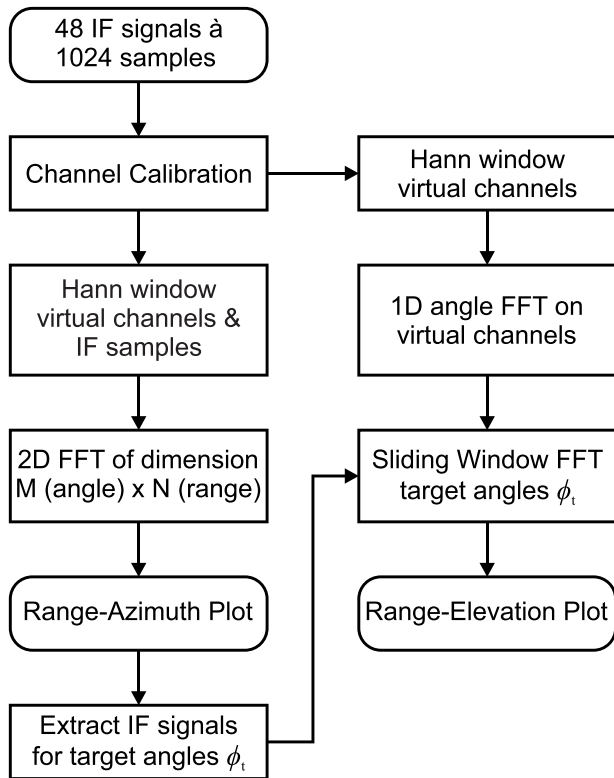 48 IF signals à
1024 samples
Channel Calibration
Hann window
virtual channels &
IF samples
2D FFT of dimension
M (angle) x N (range)
Range-Azimuth Plot
Extract IF signals
for target angles ϕt
Hann window
virtual channels
1D angle FFT on
virtual channels
Sliding Window FFT
target angles ϕt
Range-Elevation Plot